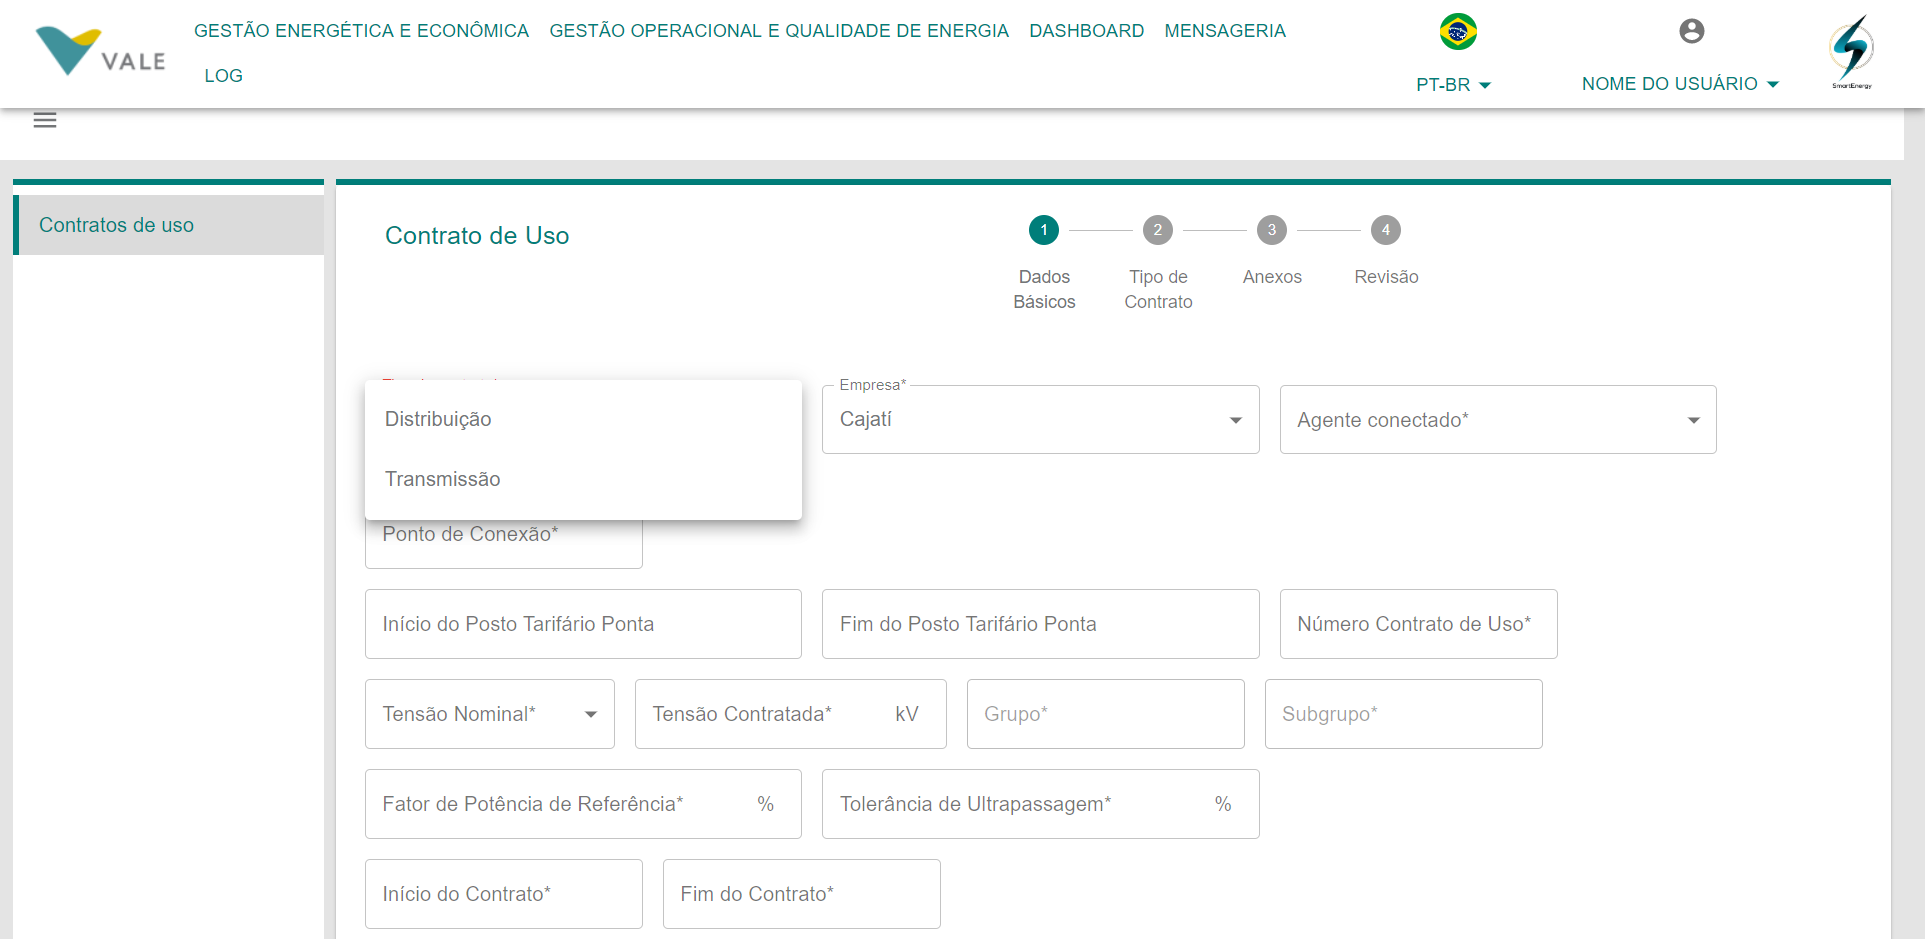 VALE
GESTÃO ENERGÉTICA E ECONÔMICA
GESTÃO OPERACIONAL E QUALIDADE DE ENERGIA
DASHBOARD
MENSAGERIA
LOG
PT-BR
NOME DO USUÁRIO
SmartEnergy
Contratos de uso
Contrato de Uso
1
2
3
4
Dados
Básicos
Tipo de
Contrato
Anexos
Revisão
Distribuição
Transmissão
Empresa*
Cajatí
Agente conectado*
Ponto de Conexão*
Início do Posto Tarifário Ponta
Fim do Posto Tarifário Ponta
Número Contrato de Uso*
Tensão Nominal*
Tensão Contratada* kV
Grupo*
Subgrupo*
Fator de Potência de Referência* %
Tolerância de Ultrapassagem* %
Início do Contrato*
Fim do Contrato*